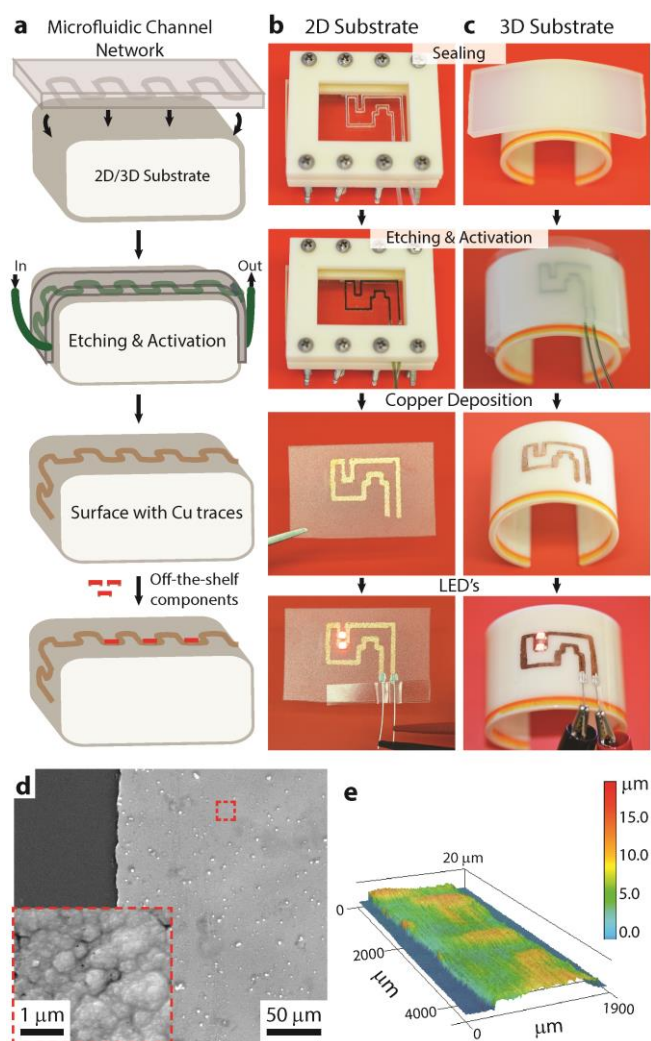 a
Microfluidic Channel
Network
2D/3D Substrate
In
Out
Etching & Activation
Surface with Cu traces
Off-the-shelf
components
b
2D Substrate
c
3D Substrate
Sealing
Etching & Activation
Copper Deposition
LED's
d
1 μm
50 μm
e
μm
15.0
10.0
5.0
0.0
20 μm
0
2000
4000
μm
0
1900
μm